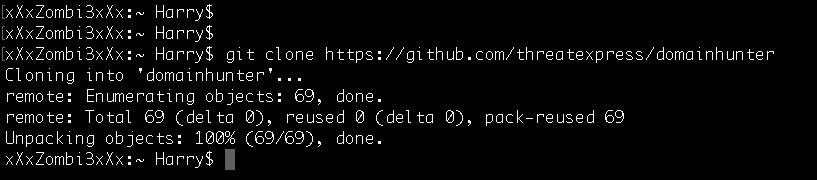 [xXxZombi3xXx:~ Harry$
[xXxZombi3xXx:~ Harry$
[xXxZombi3xXx:~ Harry$ git clone https://github.com/threatexpress/domainhunter
Cloning into 'domainhunter'...
remote: Enumerating objects: 69, done.
remote: Total 69 (delta 0), reused 0 (delta 0), pack-reused 69
Unpacking objects: 100% (69/69), done.
xXxZombi3xXx:~ Harry$